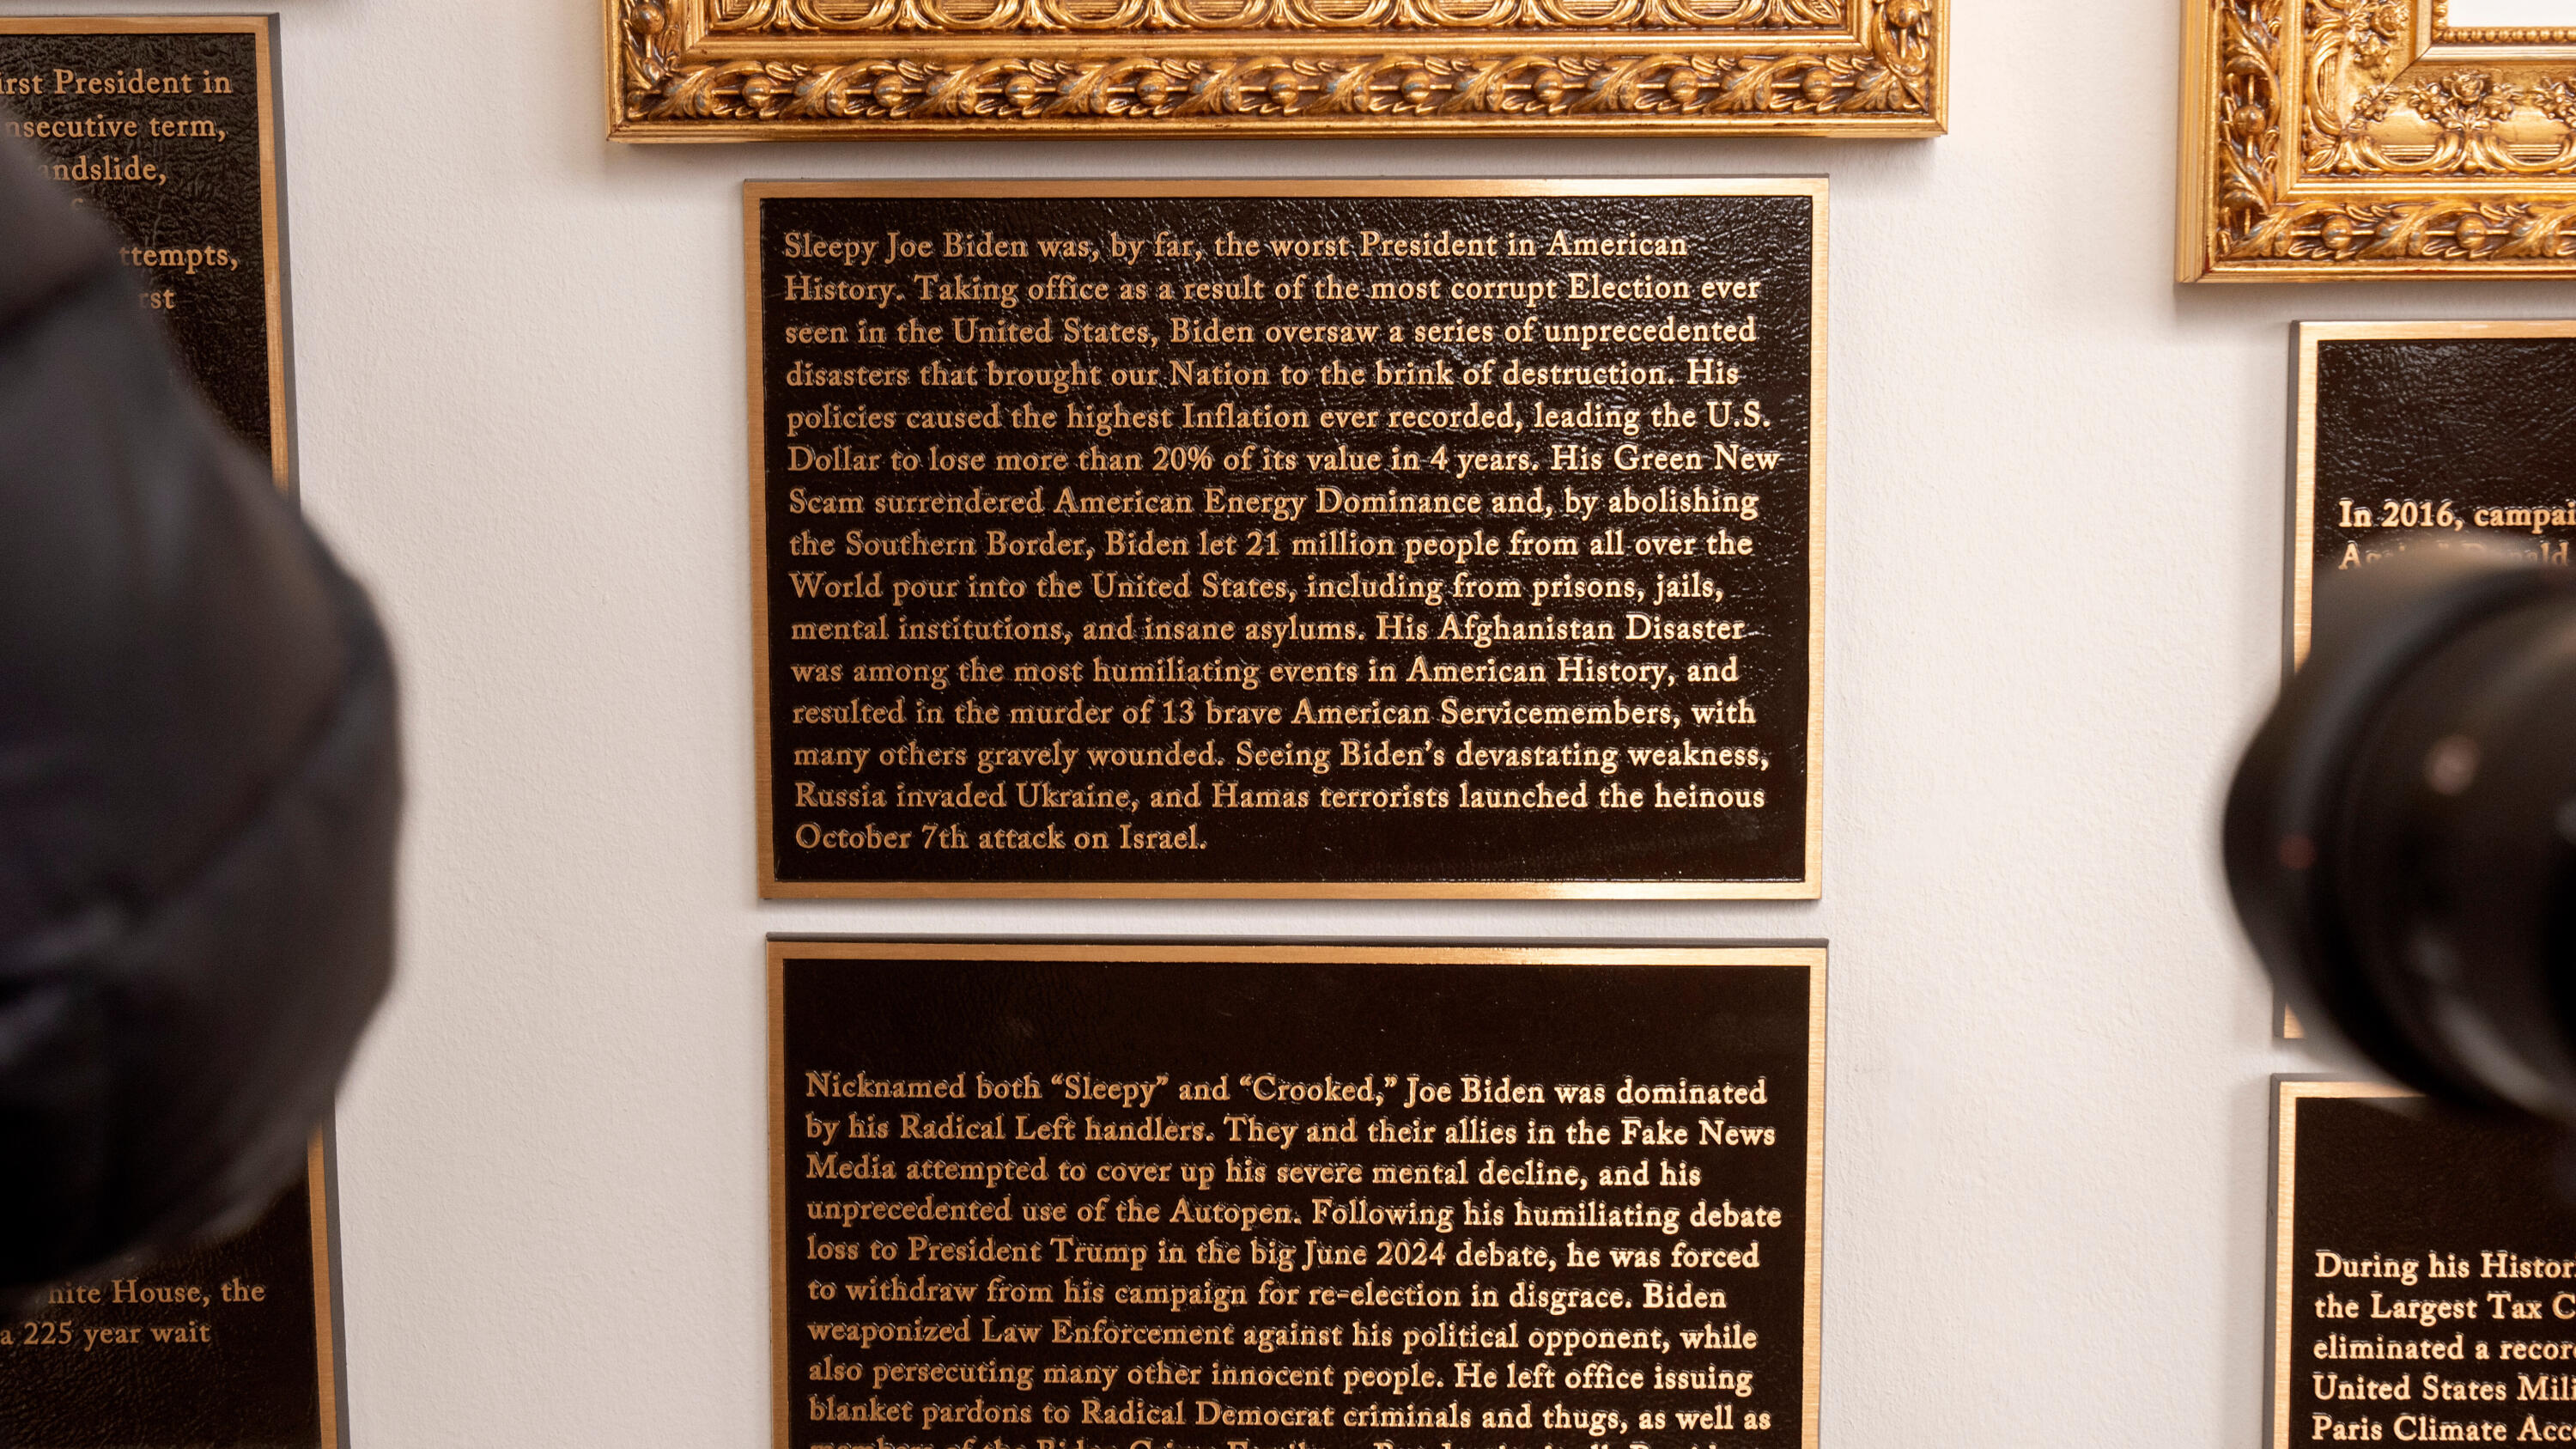 irst President in
nsecutive term,
andslide,
ttempts,
rst
hite House, the
a 225 year wait
Sleepy Joe Biden was, by far, the worst President in American
History. Taking office as a result of the most corrupt Election ever
seen in the United States, Biden oversaw a series of unprecedented
disasters that brought our Nation to the brink of destruction. His
policies caused the highest Inflation ever recorded, leading the U.S.
Dollar to lose more than 20% of its value in 4 years. His Green New
Scam surrendered American Energy Dominance and, by abolishing
the Southern Border, Biden let 21 million people from all over the
World pour into the United States, including from prisons, jails,
mental institutions, and insane asylums. His Afghanistan Disaster
was among the most humiliating events in American History, and
resulted in the murder of 13 brave American Servicemembers, with
many others gravely wounded. Seeing Biden's devastating weakness,
Russia invaded Ukraine, and Hamas terrorists launched the heinous
October 7th attack on Israel.
Nicknamed both “Sleepy” and “Crooked,” Joe Biden was dominated
by his Radical Left handlers. They and their allies in the Fake News
Media attempted to cover up his severe mental decline, and his
unprecedented use of the Autopen. Following his humiliating debate
loss to President Trump in the big June 2024 debate, he was forced
to withdraw from his campaign for re-election in disgrace. Biden
weaponized Law Enforcement against his political opponent, while
also persecuting many other innocent people. He left office issuing
blanket pardons to Radical Democrat criminals and thugs, as well as
In 2016, campai
During his Histor
the Largest Tax C
eliminated a recor
United States Mili
Paris Climate Acc